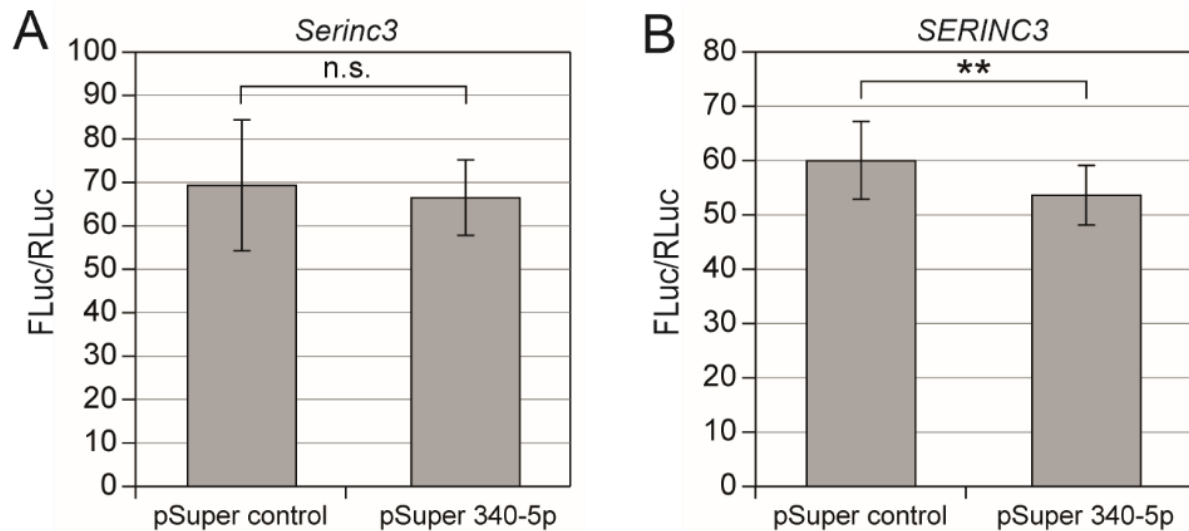 A
Serinc3
n.s.
100
90
80
70
60
50
40
30
20
10
0
FLuc/RLuc
pSuper control
pSuper 340-5p
B
SERINC3
**
80
70
60
50
40
30
20
10
0
FLuc/RLuc
pSuper control
pSuper 340-5p